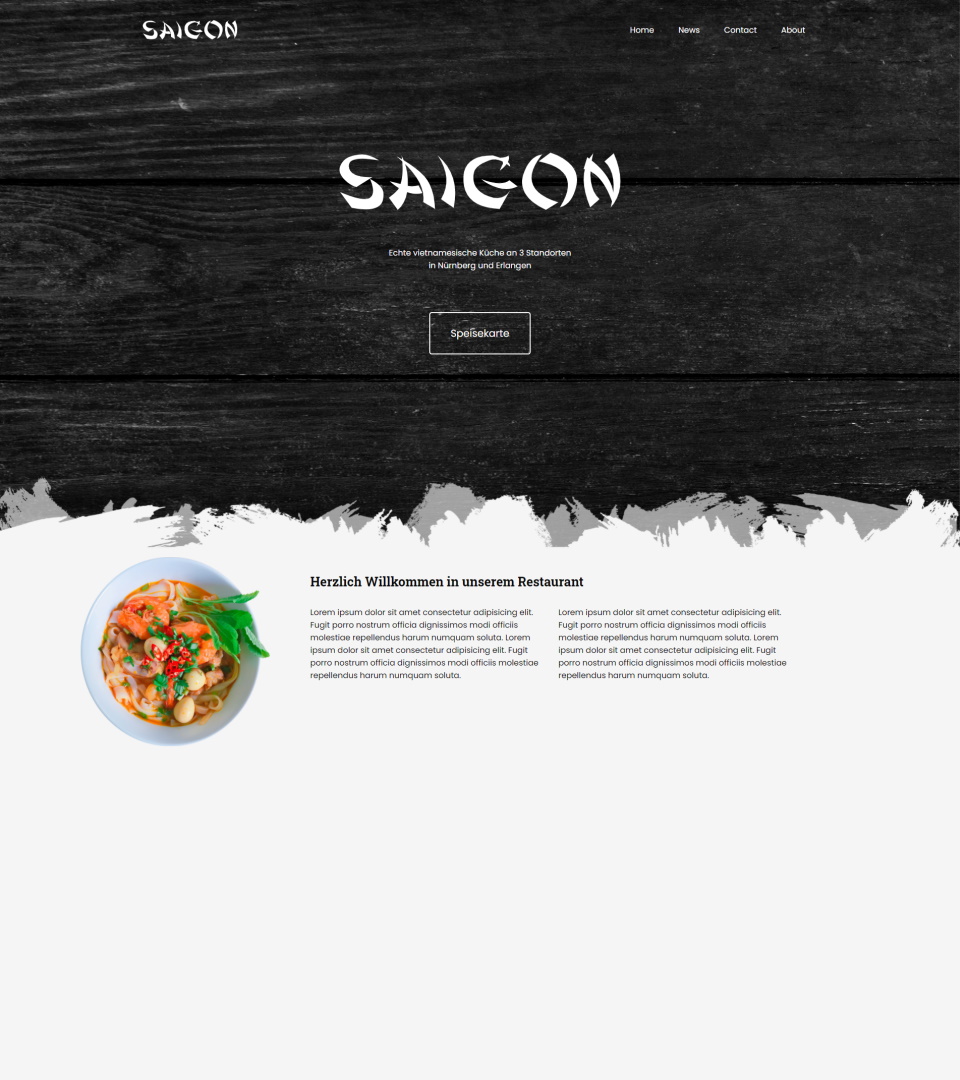 SAIGON
Home News Contact About
SAIGON
Echte vietnamesische Küche an 3 Standorten
in Nürnberg und Erlangen
Speisekarte
Herzlich Willkommen in unserem Restaurant
Lorem ipsum dolor sit amet consectetur adipisicing elit.
Fugit porro nostrum officia dignissimos modi officiis
molestiae repellendus harum numquam soluta. Lorem
ipsum dolor sit amet consectetur adipisicing elit. Fugit
porro nostrum officia dignissimos modi officiis molestiae
repellendus harum numquam soluta.
Lorem ipsum dolor sit amet consectetur adipisicing elit.
Fugit porro nostrum officia dignissimos modi officiis
molestiae repellendus harum numquam soluta. Lorem
ipsum dolor sit amet consectetur adipisicing elit. Fugit
porro nostrum officia dignissimos modi officiis molestiae
repellendus harum numquam soluta.